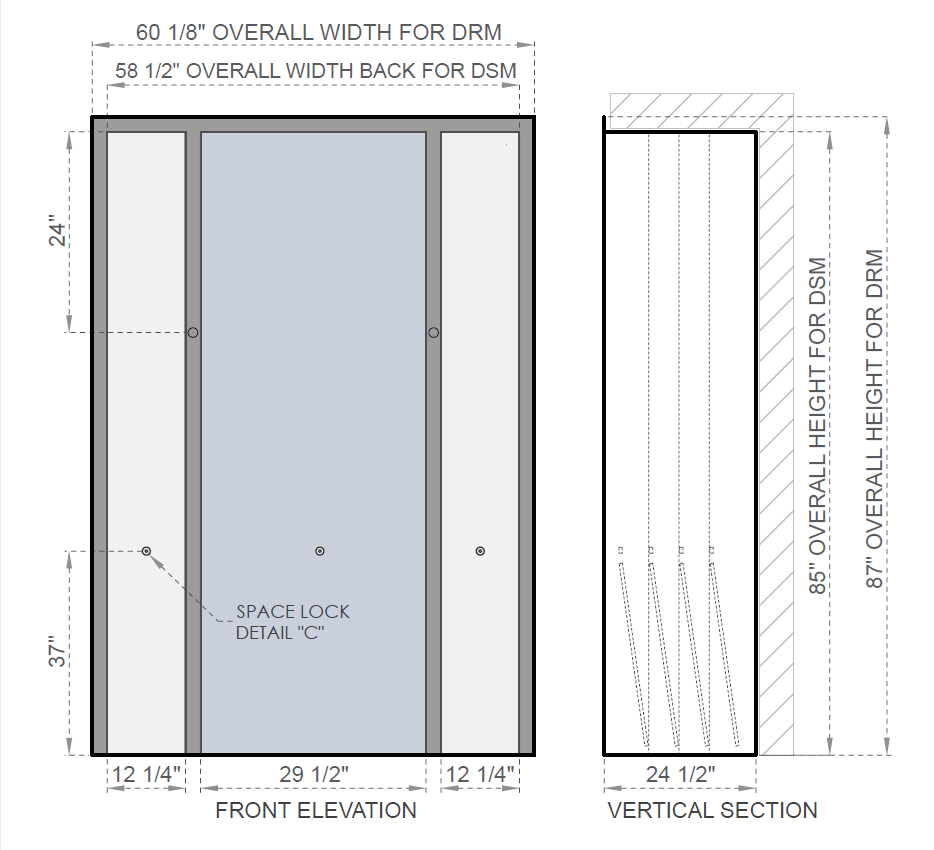 60 1/8" OVERALL WIDTH FOR DRM
58 1/2" OVERALL WIDTH BACK FOR DSM
24"
37"
SPACE LOCK
DETAIL "C"
12 1/4"
29 1/2"
12 1/4"
FRONT ELEVATION
85" OVERALL HEIGHT FOR DSM
87" OVERALL HEIGHT FOR DRM
24 1/2"
VERTICAL SECTION